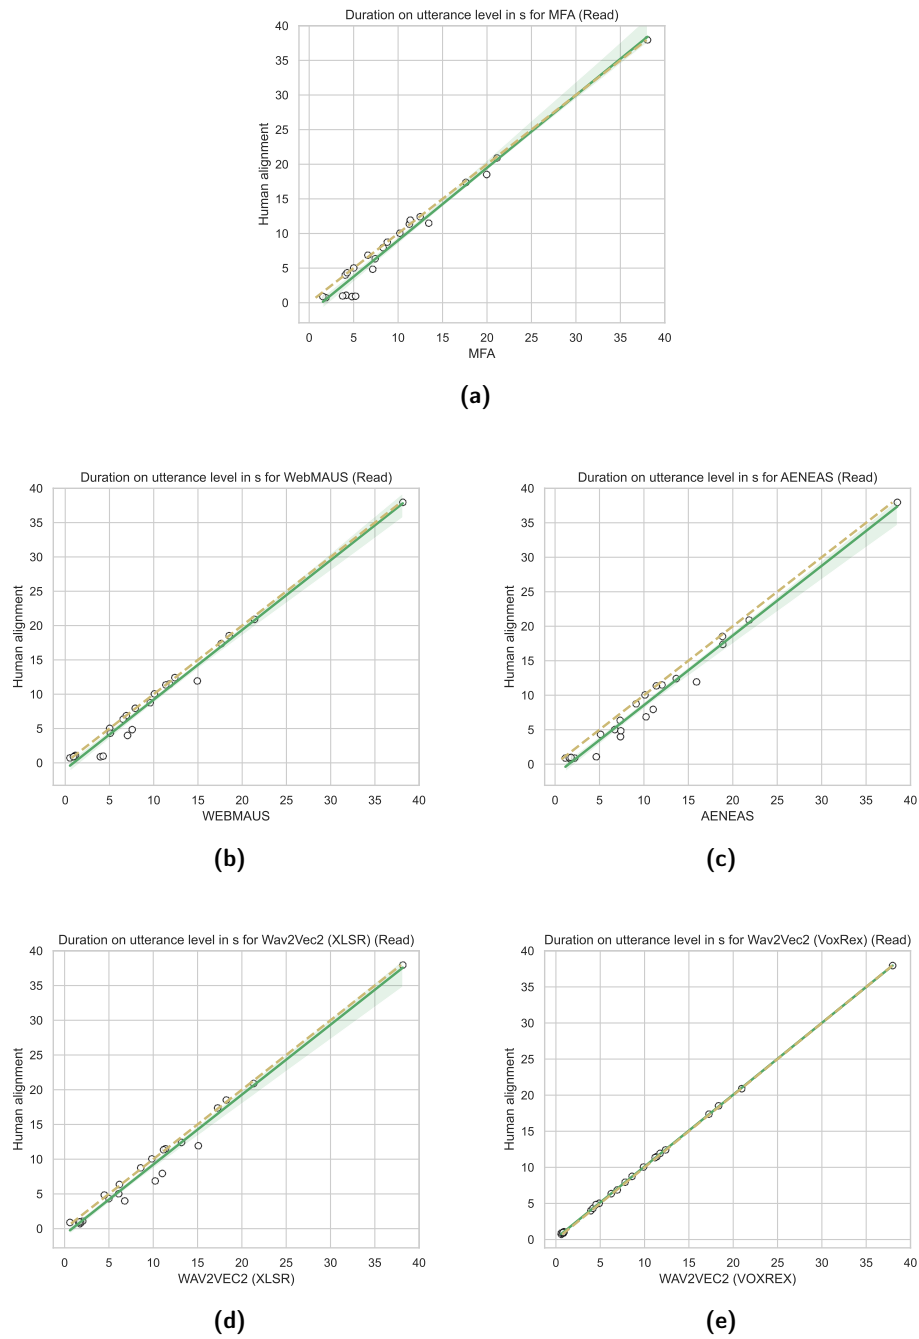 Duration on utterance level in s for MFA (Read)
40
35
30
25
20
15
10
5
0
Human alignment
0 5 10 15 20 25 30 35 40
MFA
(a)
Duration on utterance level in s for WebMAUS (Read)
40
35
30
25
20
15
10
5
0
Human alignment
0 5 10 15 20 25 30 35 40
WEBMAUS
(b)
Duration on utterance level in s for AENEAS (Read)
40
35
30
25
20
15
10
5
0
Human alignment
0 5 10 15 20 25 30 35 40
AENEAS
(c)
Duration on utterance level in s for Wav2Vec2 (XLSR) (Read)
40
35
30
25
20
15
10
5
0
Human alignment
0 5 10 15 20 25 30 35 40
WAV2VEC2 (XLSR)
(d)
Duration on utterance level in s for Wav2Vec2 (VoxRex) (Read)
40
35
30
25
20
15
10
5
0
Human alignment
0 5 10 15 20 25 30 35 40
WAV2VEC2 (VOXREX)
(e)